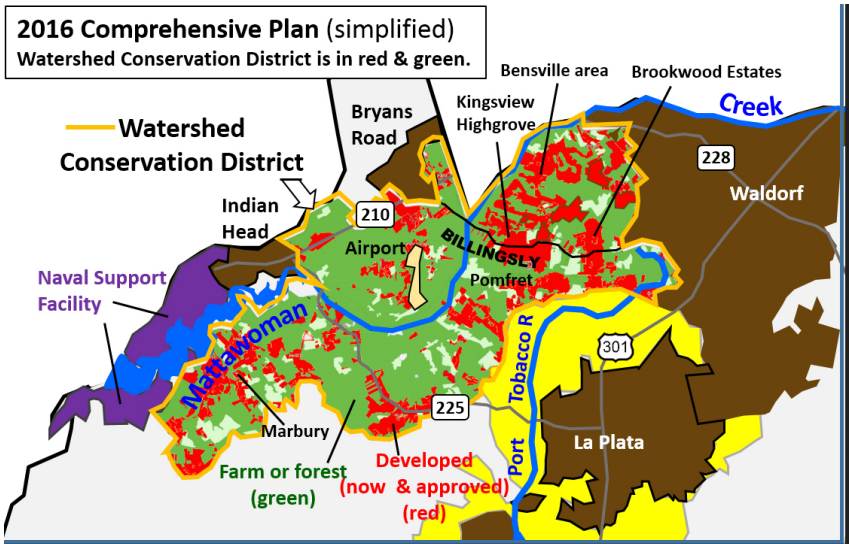 2016 Comprehensive Plan (simplified)
Watershed Conservation District is in red & green.
Bensville area
Brookwood Estates
Kingsview
Highgrove
Creek
Bryans
Road
Watershed
Conservation District
228
Waldorf
Indian
Head
210
Airport
BILLINGSLY
Pomfret
Naval Support
Facility
Mattawoman
Port Tobacco R
301
225
Marbury
La Plata
Farm or forest
(green)
Developed
(now & approved)
(red)